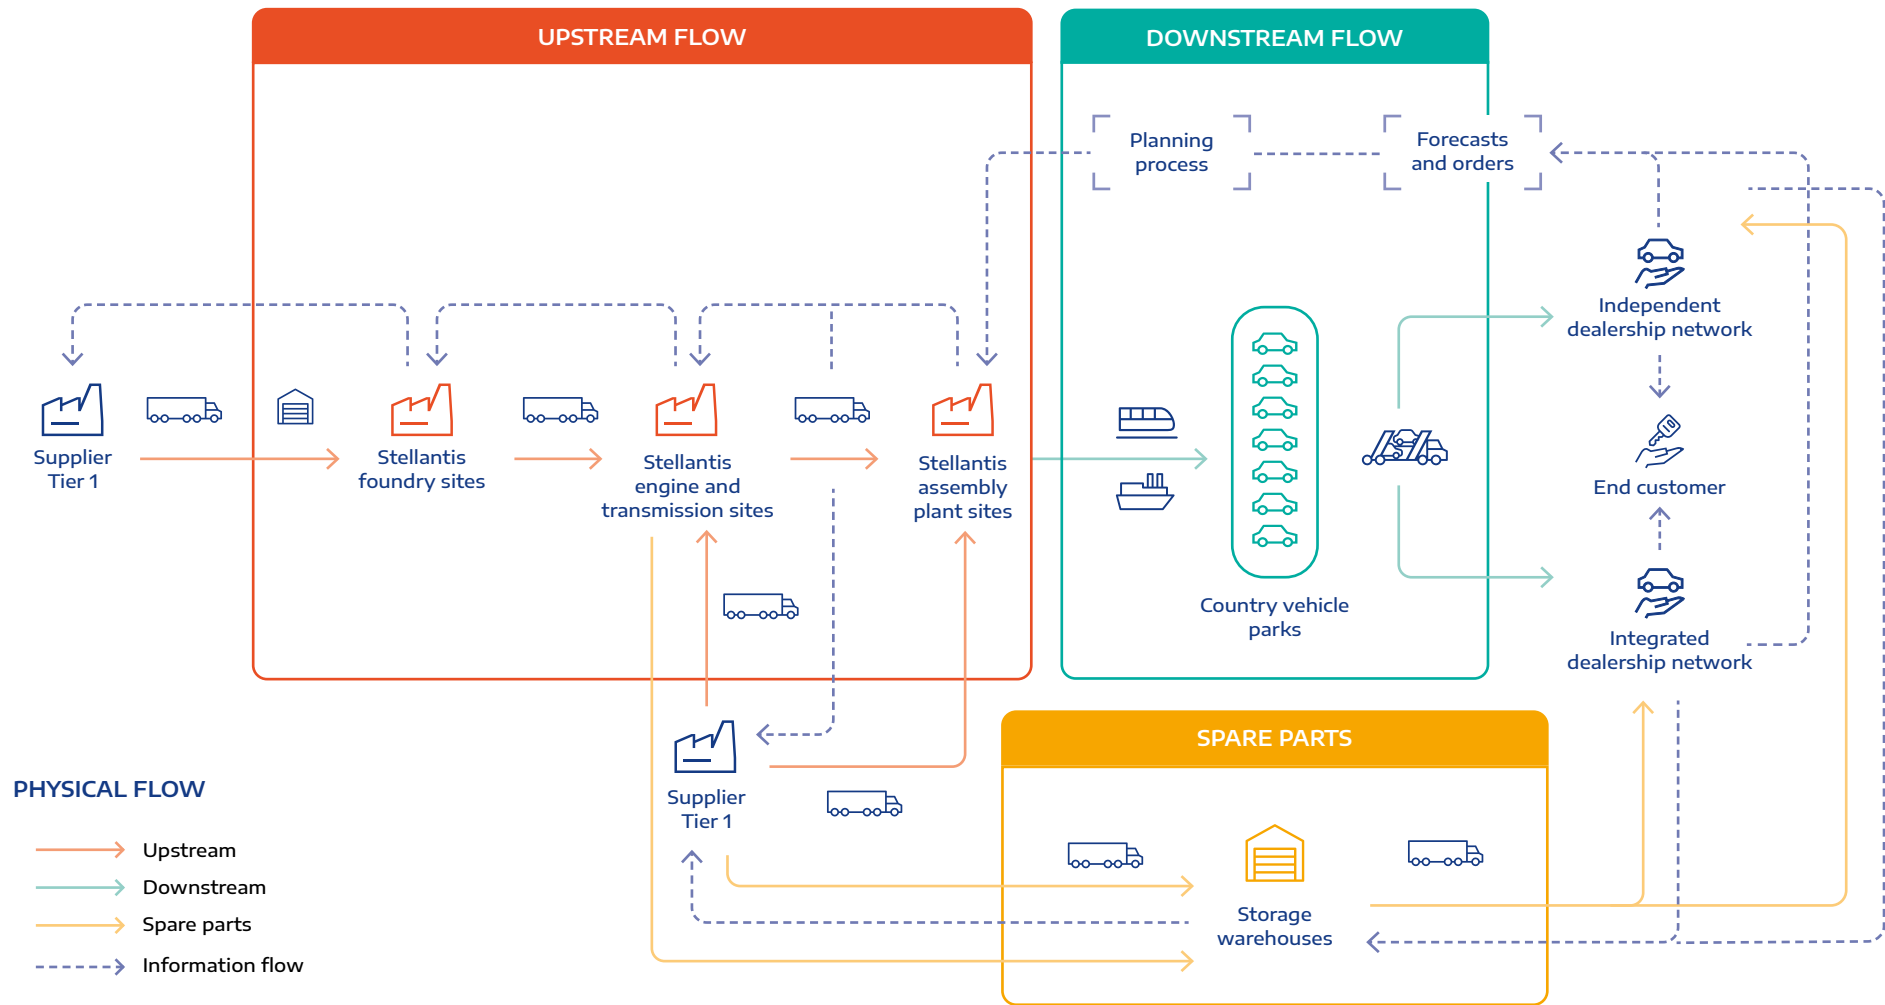 UPSTREAM FLOW
DOWNSTREAM FLOW
Planning
process
Forecasts
and orders
Independent
dealership network
Supplier
Tier 1
Stellantis
foundry sites
Stellantis
engine and
transmission sites
Stellantis
assembly
plant sites
End customer
Country vehicle
parks
Integrated
dealership network
SPARE PARTS
Supplier
Tier 1
Storage
warehouses
PHYSICAL FLOW
Upstream
Downstream
Spare parts
Information flow